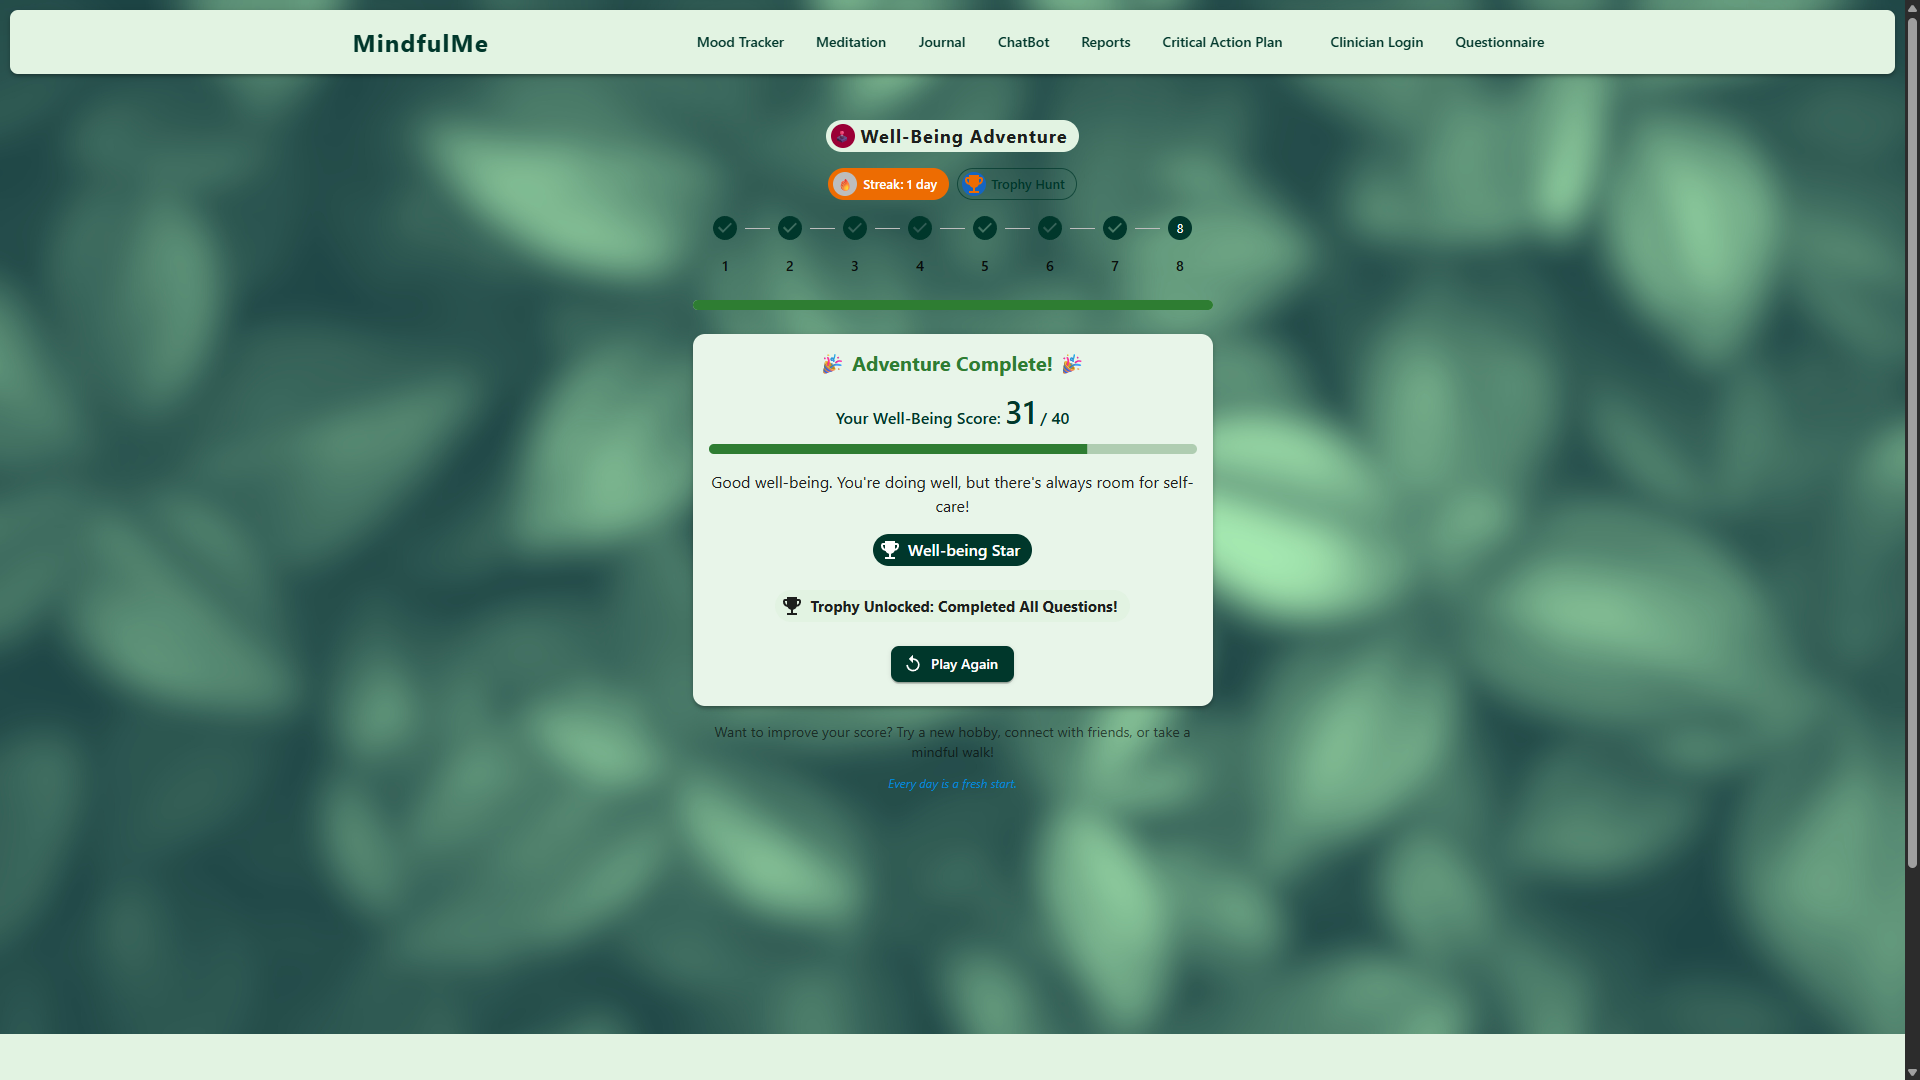 MindfulMe
Mood Tracker Meditation Journal ChatBot Reports Critical Action Plan Clinician Login Questionnaire
Well-Being Adventure
Streak: 1 day Trophy Hunt
8
1 2 3 4 5 6 7 8
🎉 Adventure Complete! 🎉
Your Well-Being Score: 31 / 40
Good well-being. You're doing well, but there's always room for self-
care!
Well-being Star
Trophy Unlocked: Completed All Questions!
Play Again
Want to improve your score? Try a new hobby, connect with friends, or take a
mindful walk!
Every day is a fresh start.